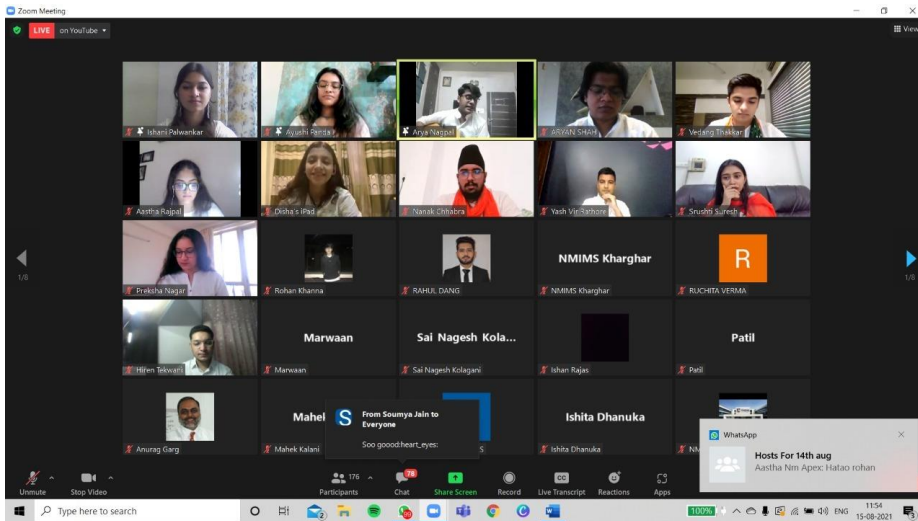 Zoom Meeting
LIVE on YouTube
View
Ishani Palwankar
Ayushi Panda
Arya Nagpal
ARYAN SHAH
Vedang Thakkar
Aastha Rajpal
Disha's iPad
Nanak Chhabra
Yash Vir Rathore
Srushti Suresh
1/8
1/8
Preksha Nagar
Rohan Khanna
RAHUL DANG
NMIMS Kharghar
NMIMS Kharghar
R
RUCHITA VERMA
Hiren Tekwani
Marwaan
Marwaan
Sai Nagesh Kola...
Sai Nagesh Kolagani
Ishan Rajas
Patil
Patil
Anurag Garg
Mahek
Mahek Kalani
S
From Soumya Jain to
Everyone
Soo goood:heart_eyes:
S
Ishita Dhanuka
Ishita Dhanuka
NM
WhatsApp
Hosts For 14th aug
Aastha Nm Apex: Hatao rohan
Unmute
Stop Video
176
Participants
78
Chat
Share Screen
Record
CC
Live Transcript
Reactions
Apps
Type here to search
100%
ENG
11:54
15-08-2021